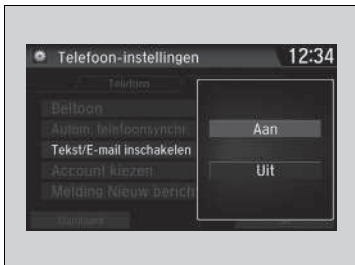 Telefoon-instellingen 12:34
Telefoon
Beltoon
Autom. telefoonsynchr.
Tekst/E-mail inschakelen
Account kiezen
Melding Nieuw bericht
Aan
Uit